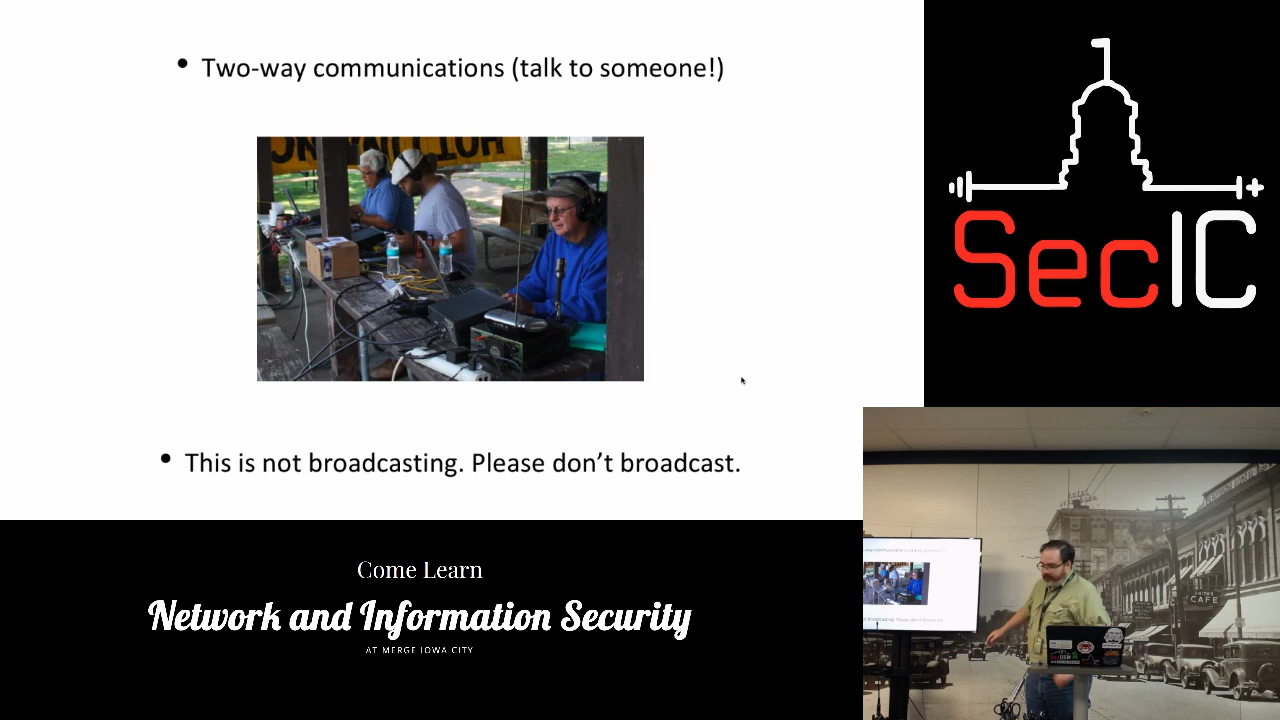 • Two-way communications (talk to someone!)
• This is not broadcasting. Please don’t broadcast.
SecIC
Come Learn
Network and Information Security
AT MERGE IOWA CITY
CAFE